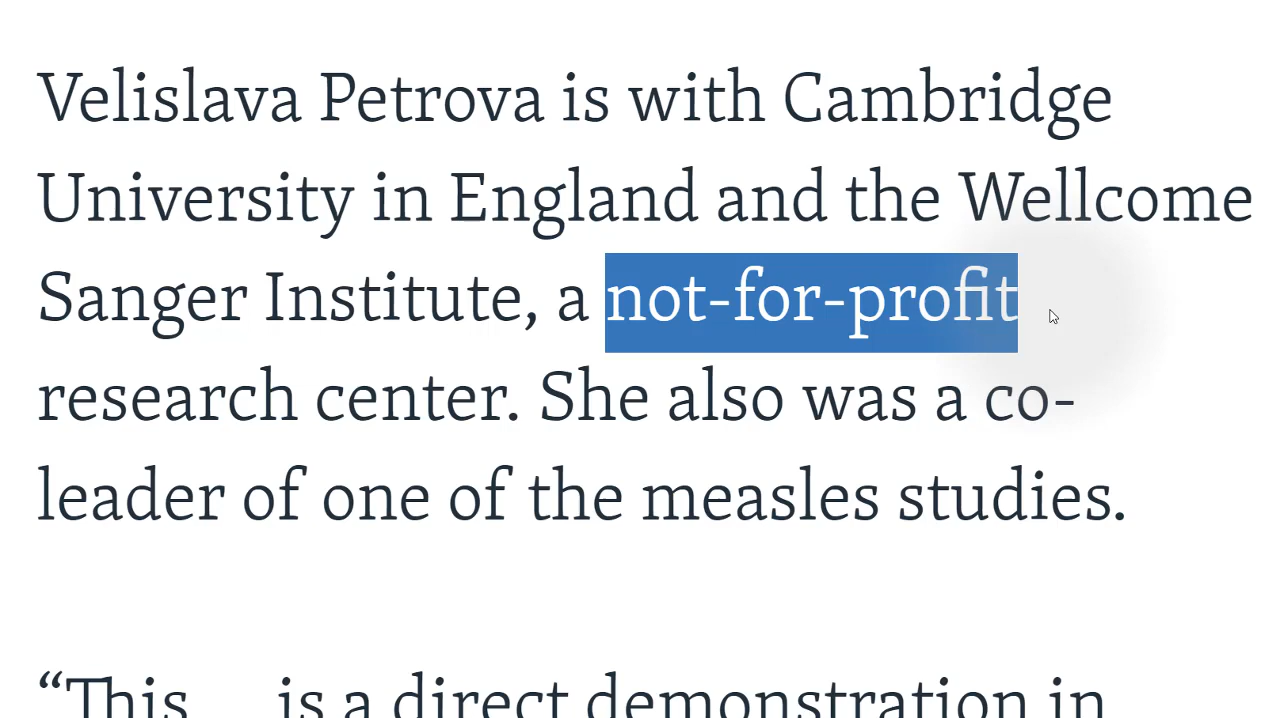 Velislava Petrova is with Cambridge
University in England and the Wellcome
Sanger Institute, a not-for-profit
research center. She also was a co-
leader of one of the measles studies.
“This is a direct demonstration in